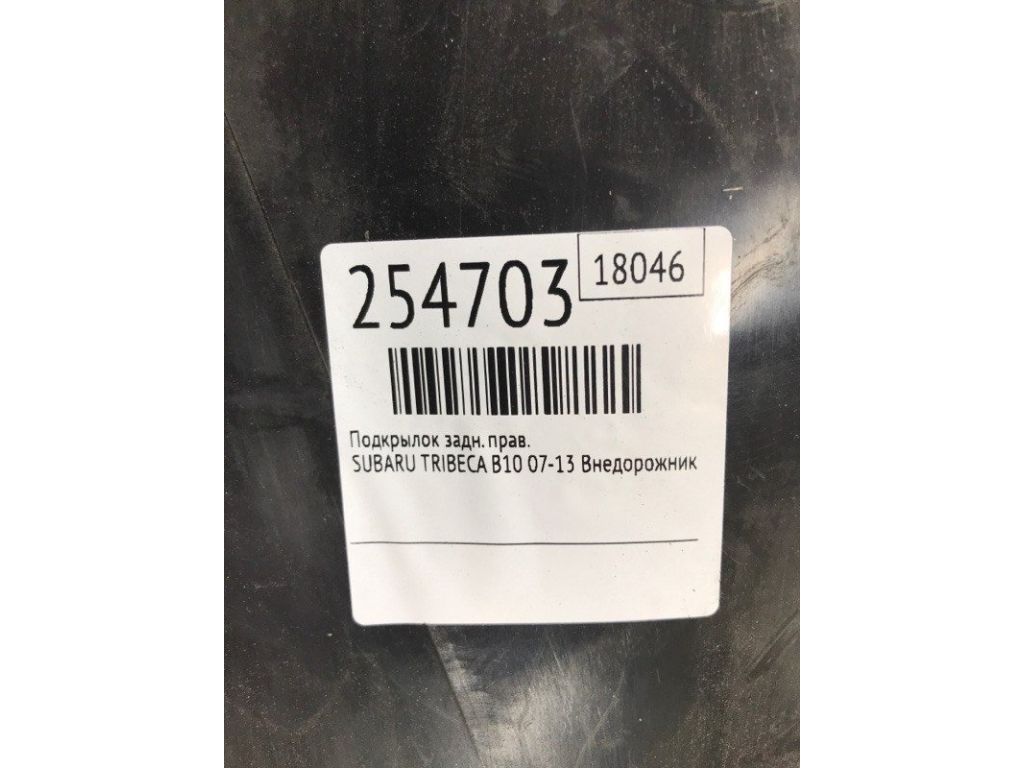 254703
18046
Подкрылок задн. прав.
SUBARU TRIBECA B10 07-13 Внедорожник